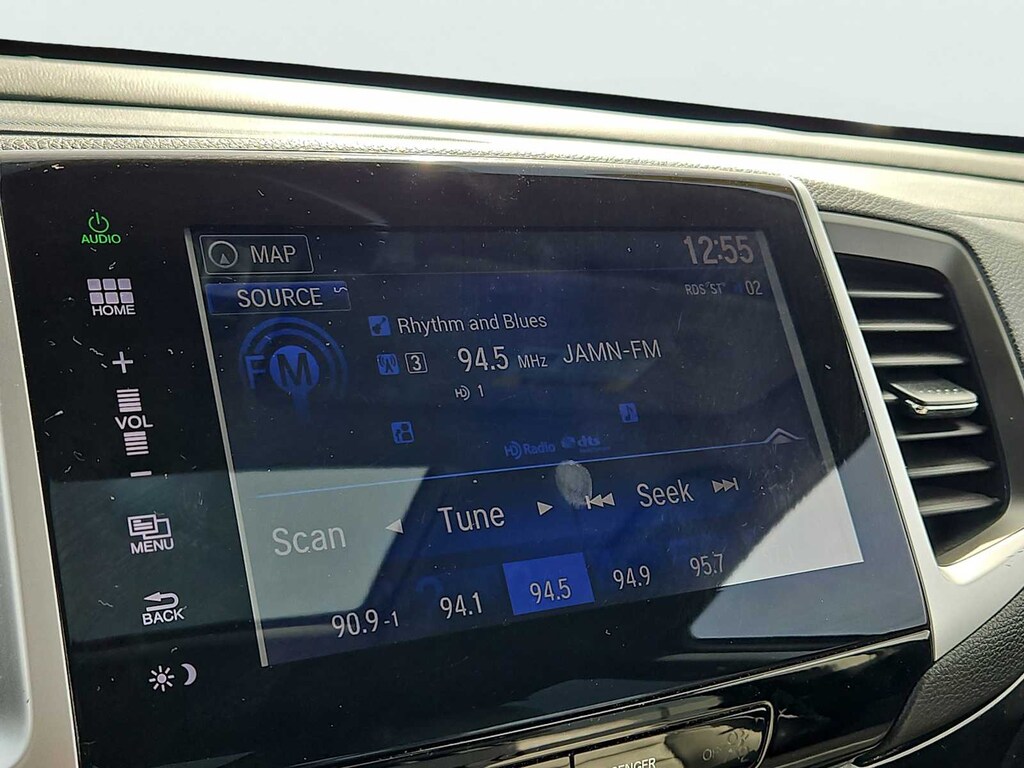 AUDIO
MAP
12:55
HOME
SOURCE
RDS ST 02
Rhythm and Blues
FM
3 94.5 MHz JAMN-FM
HD 1
VOL
HD Radio dts
Scan Tune Seek
MENU
90.9-1 94.1 94.5 94.9 95.7
BACK